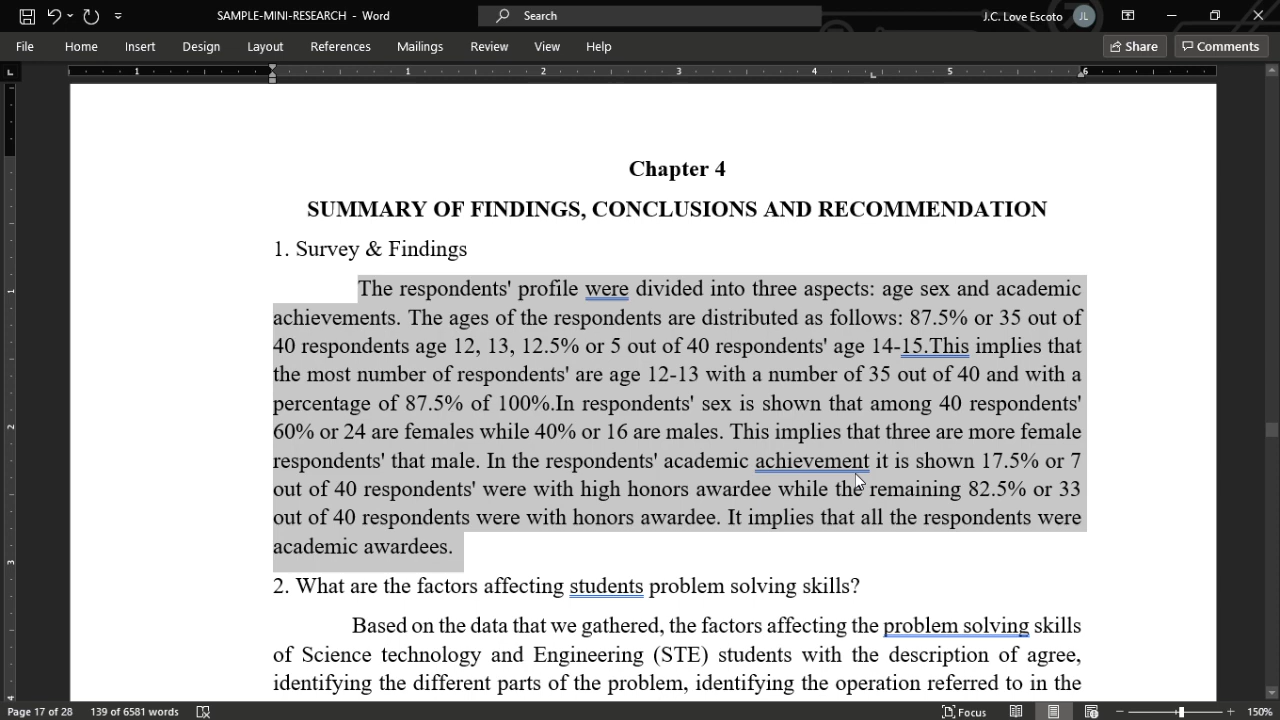 SAMPLE-MINI-RESEARCH - Word
Search
J.C. Love Escoto
JL
File Home Insert Design Layout References Mailings Review View Help
Share Comments
1 1 2 3 4 5 6
Chapter 4
SUMMARY OF FINDINGS, CONCLUSIONS AND RECOMMENDATION
1. Survey & Findings
The respondents' profile were divided into three aspects: age sex and academic
achievements. The ages of the respondents are distributed as follows: 87.5% or 35 out of
40 respondents age 12, 13, 12.5% or 5 out of 40 respondents' age 14-15.This implies that
the most number of respondents' are age 12-13 with a number of 35 out of 40 and with a
percentage of 87.5% of 100%.In respondents' sex is shown that among 40 respondents'
60% or 24 are females while 40% or 16 are males. This implies that three are more female
respondents' that male. In the respondents' academic achievement it is shown 17.5% or 7
out of 40 respondents' were with high honors awardee while the remaining 82.5% or 33
out of 40 respondents were with honors awardee. It implies that all the respondents were
academic awardees.
2. What are the factors affecting students problem solving skills?
Based on the data that we gathered, the factors affecting the problem solving skills
of Science technology and Engineering (STE) students with the description of agree,
identifying the different parts of the problem, identifying the operation referred to in the
1
2
3
4
Page 17 of 28 139 of 6581 words Focus 150%